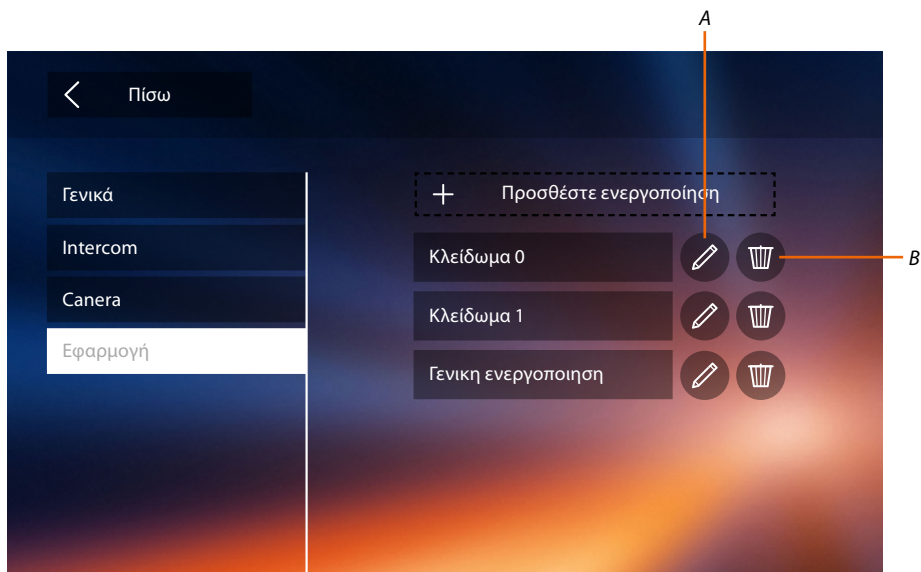 A
Πίσω
Γενικά
Intercom
Canera
Εφαρμογή
Προσθέστε ενεργοποίηση
Κλείδωμα 0
B
Κλείδωμα 1
Γενικη ενεργοποιηση